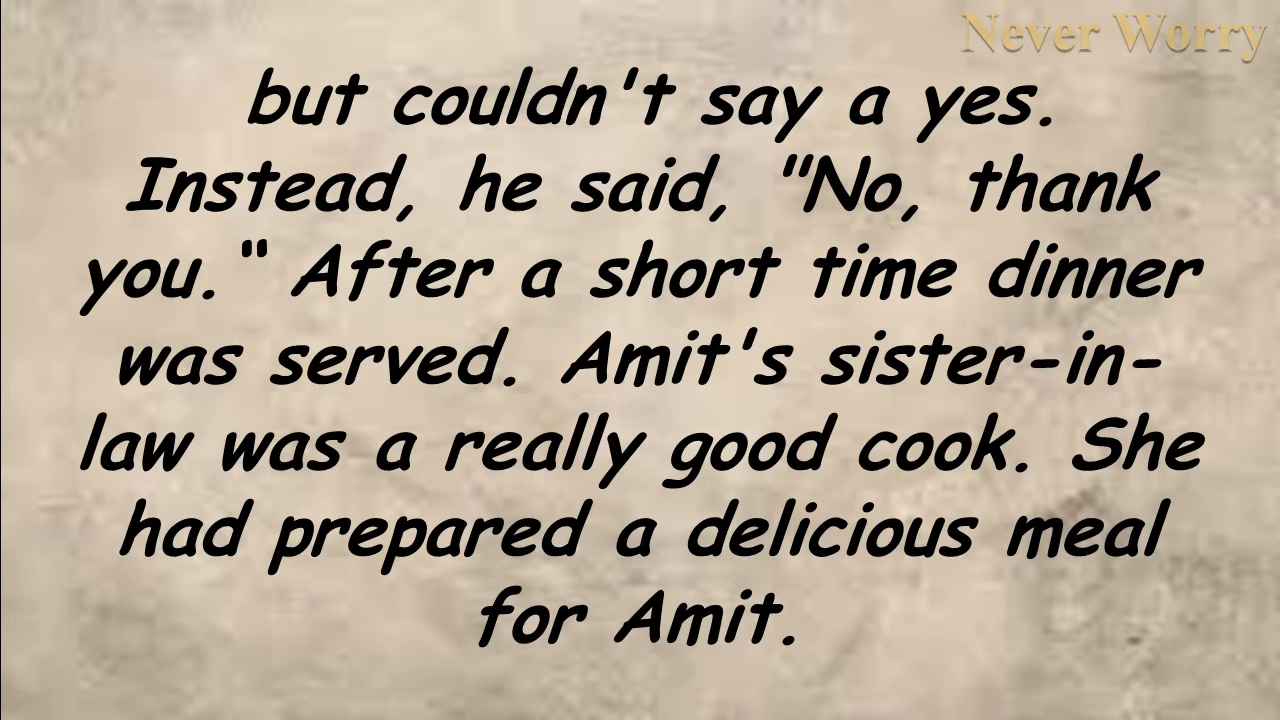 Never Worry
but couldn't say a yes.
Instead, he said, "No, thank
you." After a short time dinner
was served. Amit's sister-in-
law was a really good cook. She
had prepared a delicious meal
for Amit.